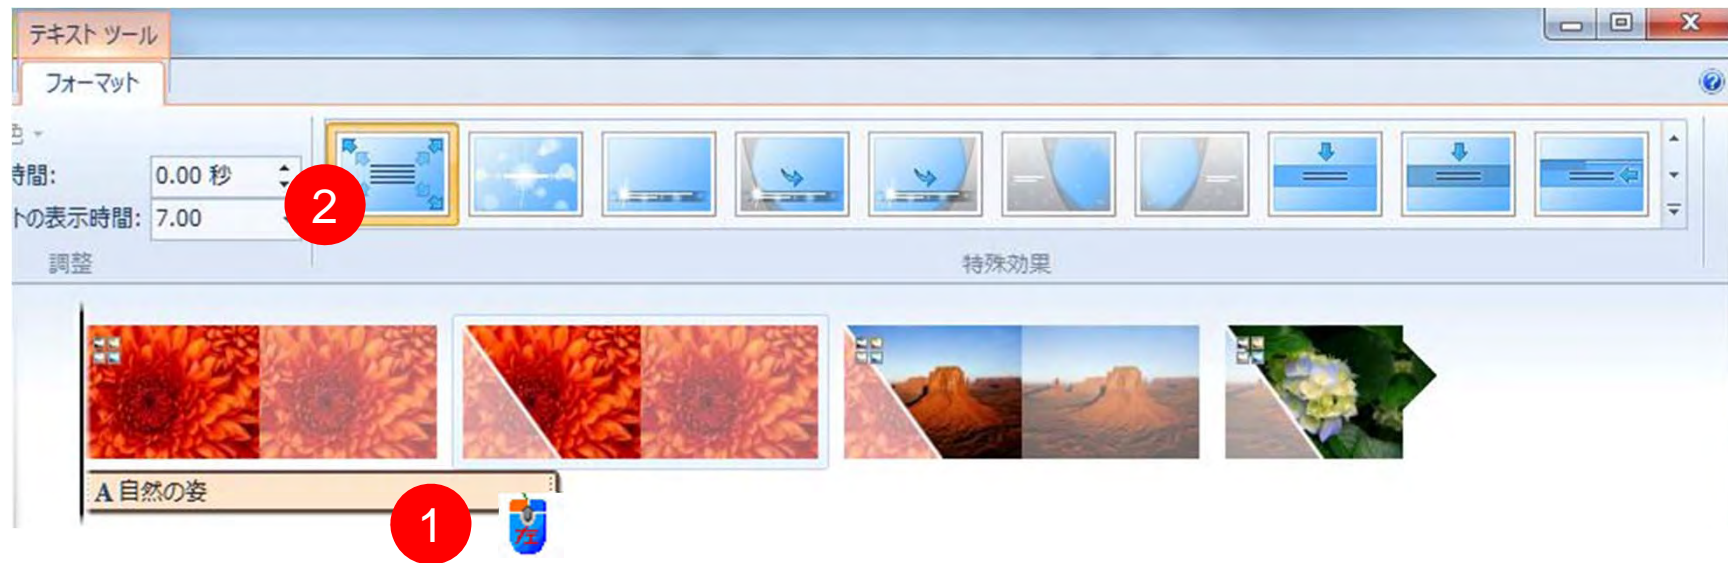 テキスト ツール
フォーマット
色
時間: 0.00 秒
トの表示時間: 7.00
2
調整
特殊効果
A 自然の姿
1
左